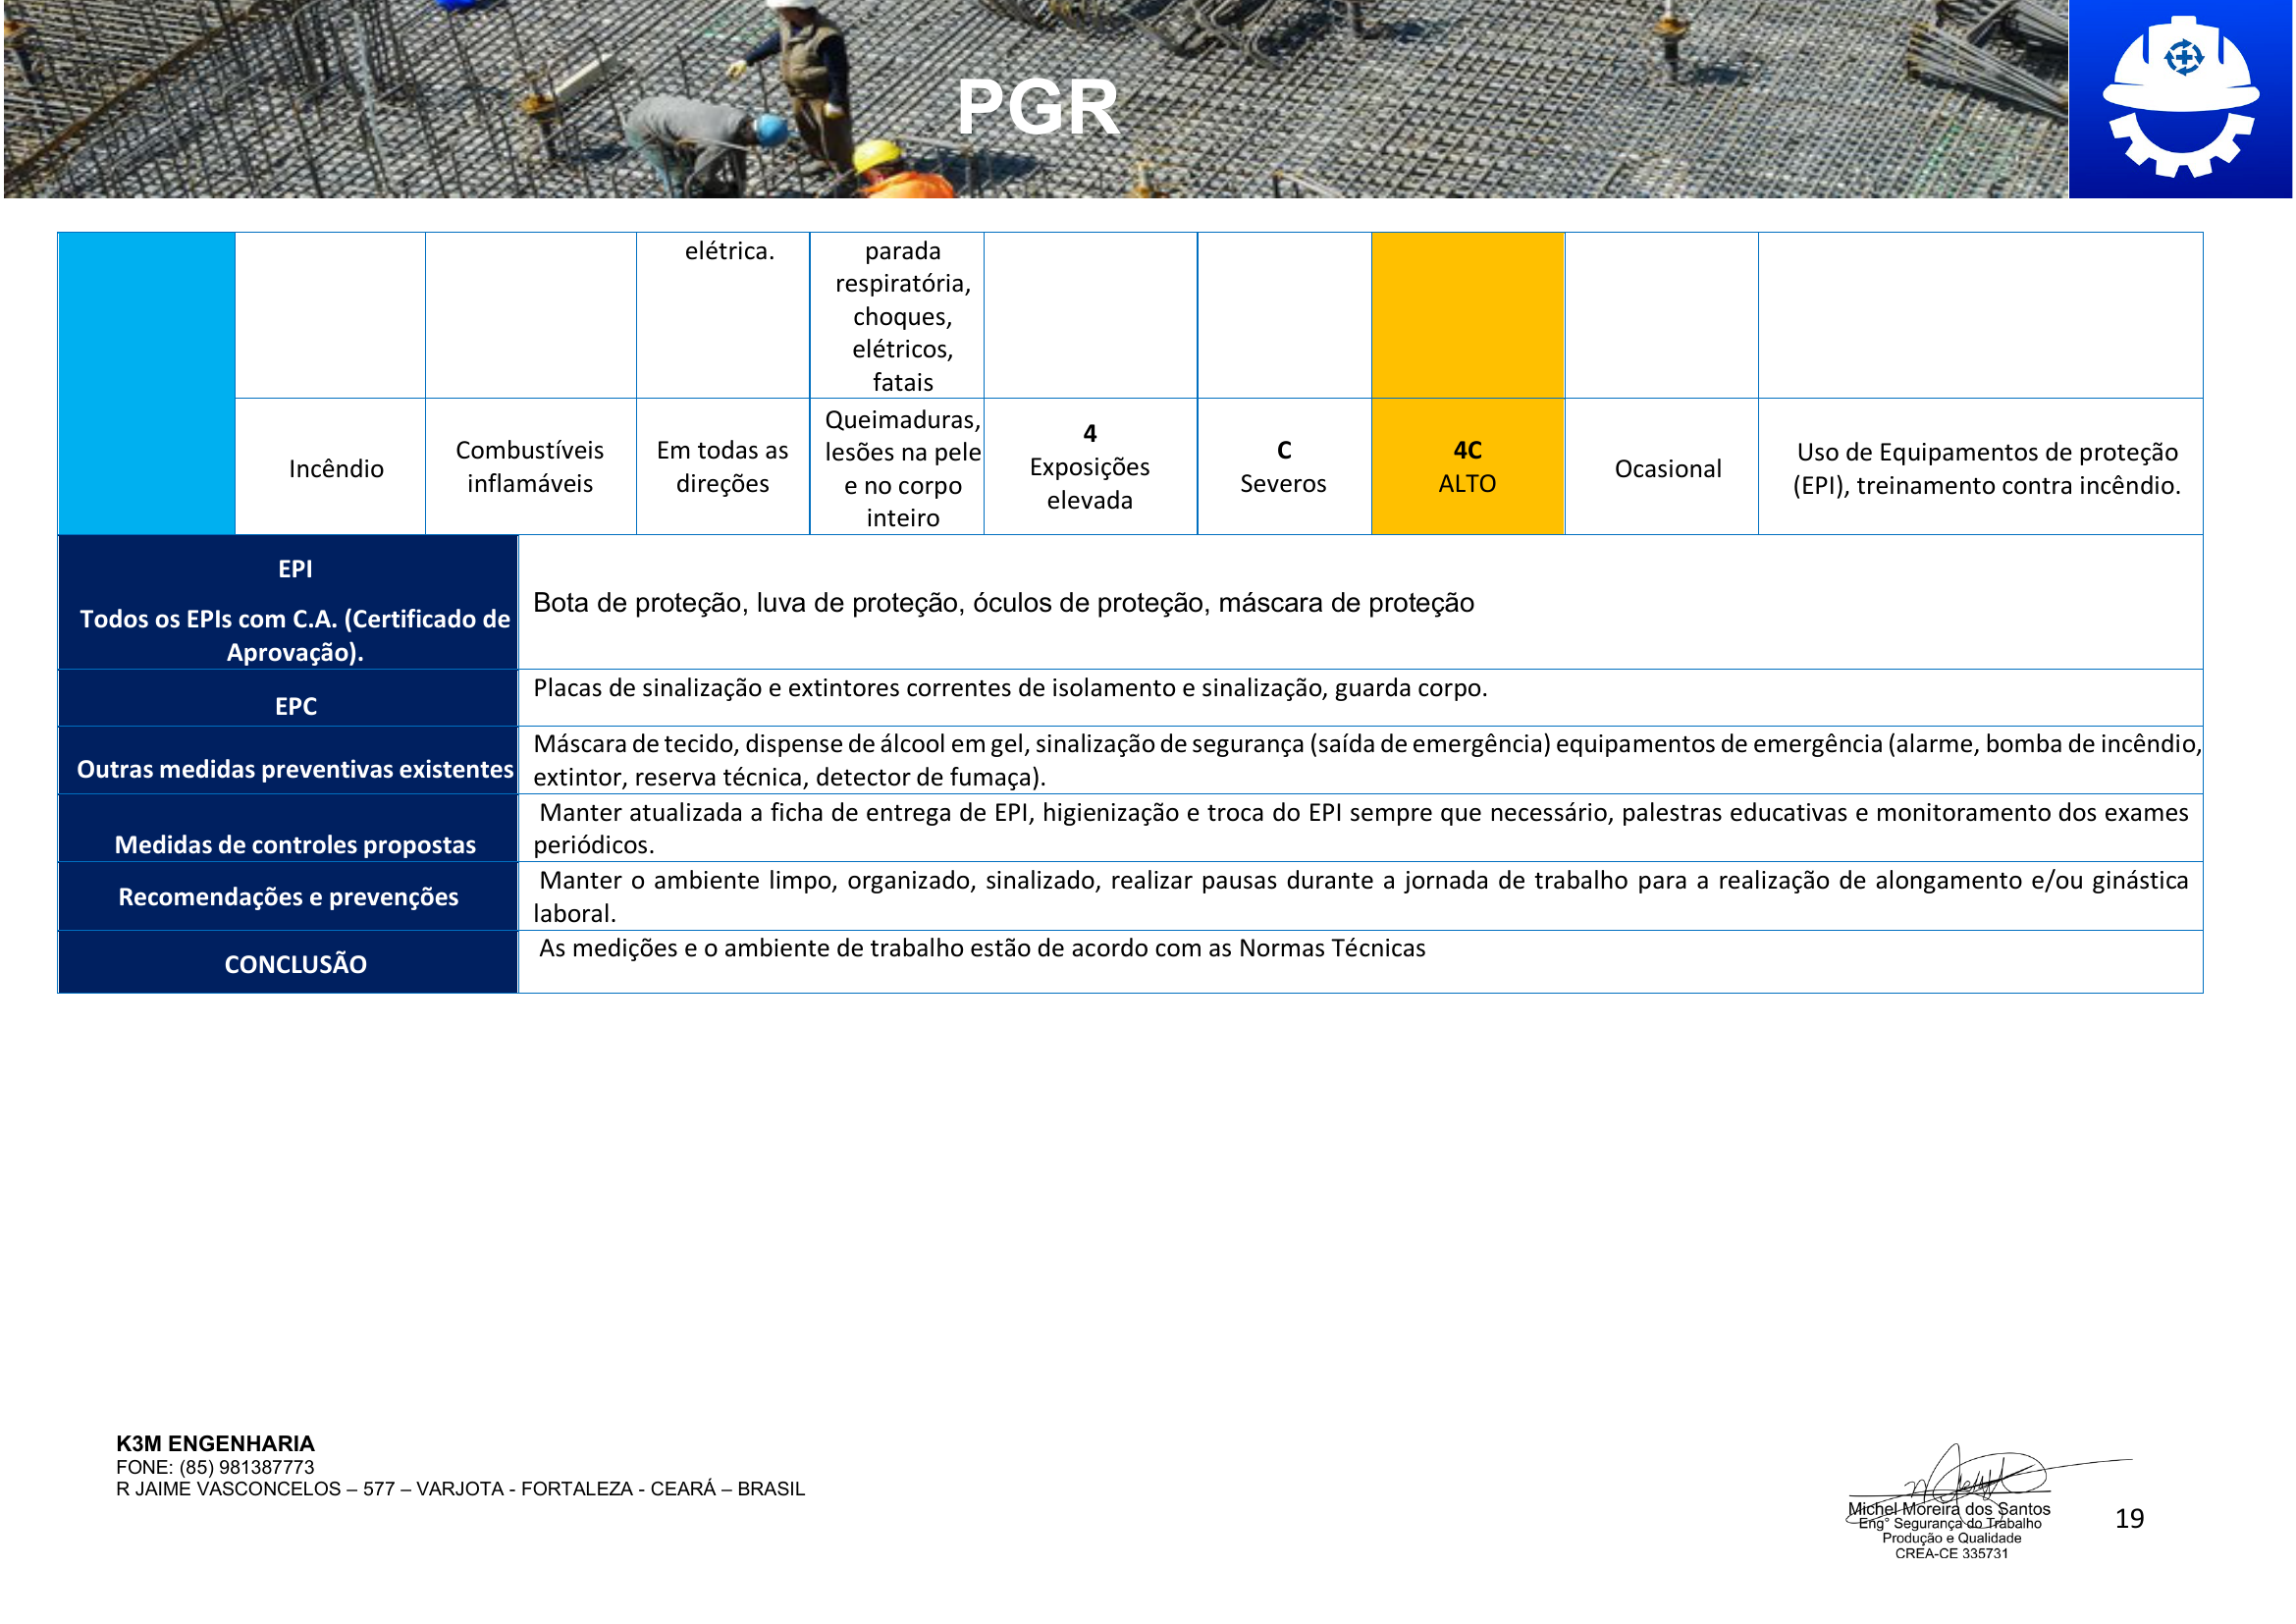 PGR
elétrica.
parada
respiratória,
choques,
elétricos,
fatais
Incêndio
Combustíveis
inflamáveis
Em todas as
direções
Queimaduras,
lesões na pele
e no corpo
inteiro
4
Exposições
elevada
C
Severos
4C
ALTO
Ocasional
Uso de Equipamentos de proteção
(EPI), treinamento contra incêndio.
EPI
Todos os EPIs com C.A. (Certificado de
Aprovação).
Bota de proteção, luva de proteção, óculos de proteção, máscara de proteção
EPC
Placas de sinalização e extintores correntes de isolamento e sinalização, guarda corpo.
Outras medidas preventivas existentes
Máscara de tecido, dispense de álcool em gel, sinalização de segurança (saída de emergência) equipamentos de emergência (alarme, bomba de incêndio,
extintor, reserva técnica, detector de fumaça).
Medidas de controles propostas
Manter atualizada a ficha de entrega de EPI, higienização e troca do EPI sempre que necessário, palestras educativas e monitoramento dos exames
periódicos.
Recomendações e prevenções
Manter o ambiente limpo, organizado, sinalizado, realizar pausas durante a jornada de trabalho para a realização de alongamento e/ou ginástica
laboral.
CONCLUSÃO
As medições e o ambiente de trabalho estão de acordo com as Normas Técnicas
K3M ENGENHARIA
FONE: (85) 981387773
R JAIME VASCONCELOS – 577 – VARJOTA - FORTALEZA - CEARÁ – BRASIL
Michel Moreira dos Santos
Eng° Segurança do Trabalho
Produção e Qualidade
CREA-CE 335731
19